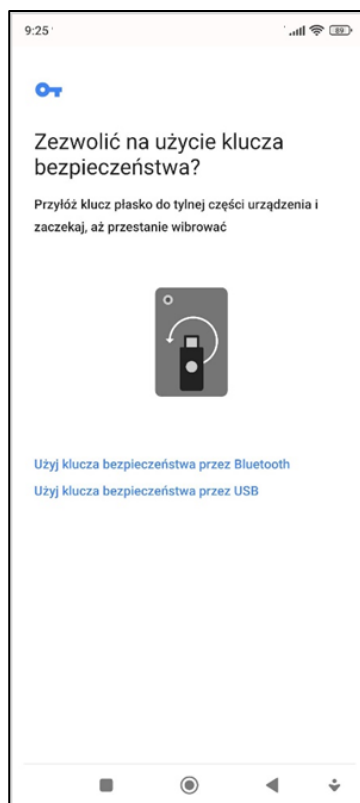 9:25
89
Zezwolić na użycie klucza
bezpieczeństwa?
Przyłóż klucz płasko do tylnej części urządzenia i
zaczekaj, aż przestanie wibrować
Użyj klucza bezpieczeństwa przez Bluetooth
Użyj klucza bezpieczeństwa przez USB